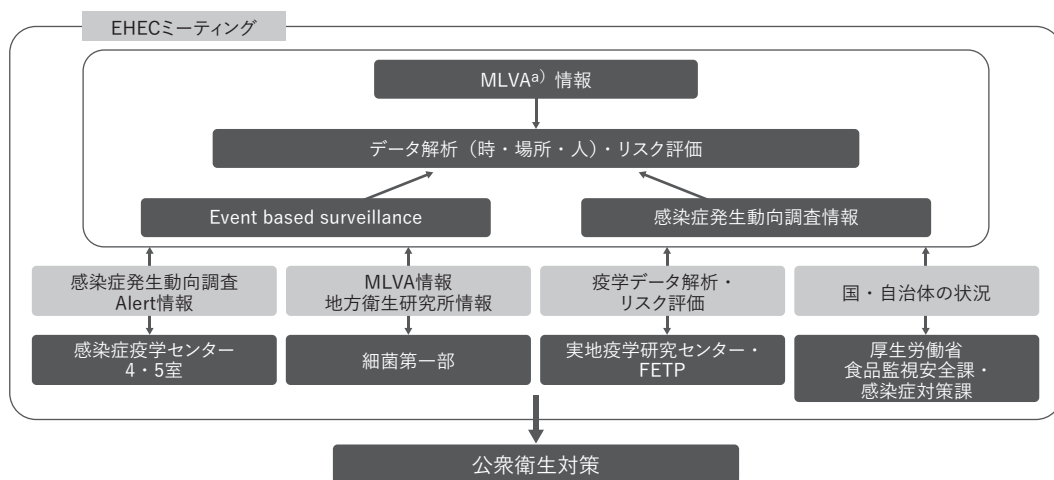 EHECミーティング
MLVAa) 情報
データ解析（時・場所・人）・リスク評価
Event based surveillance
感染症発生動向調査情報
感染症発生動向調査
Alert情報
MLVA情報
地方衛生研究所情報
疫学データ解析・
リスク評価
国・自治体の状況
感染症疫学センター
4・5室
細菌第一部
実地疫学研究センター・
FETP
厚生労働省
食品監視安全課・
感染症対策課
公衆衛生対策